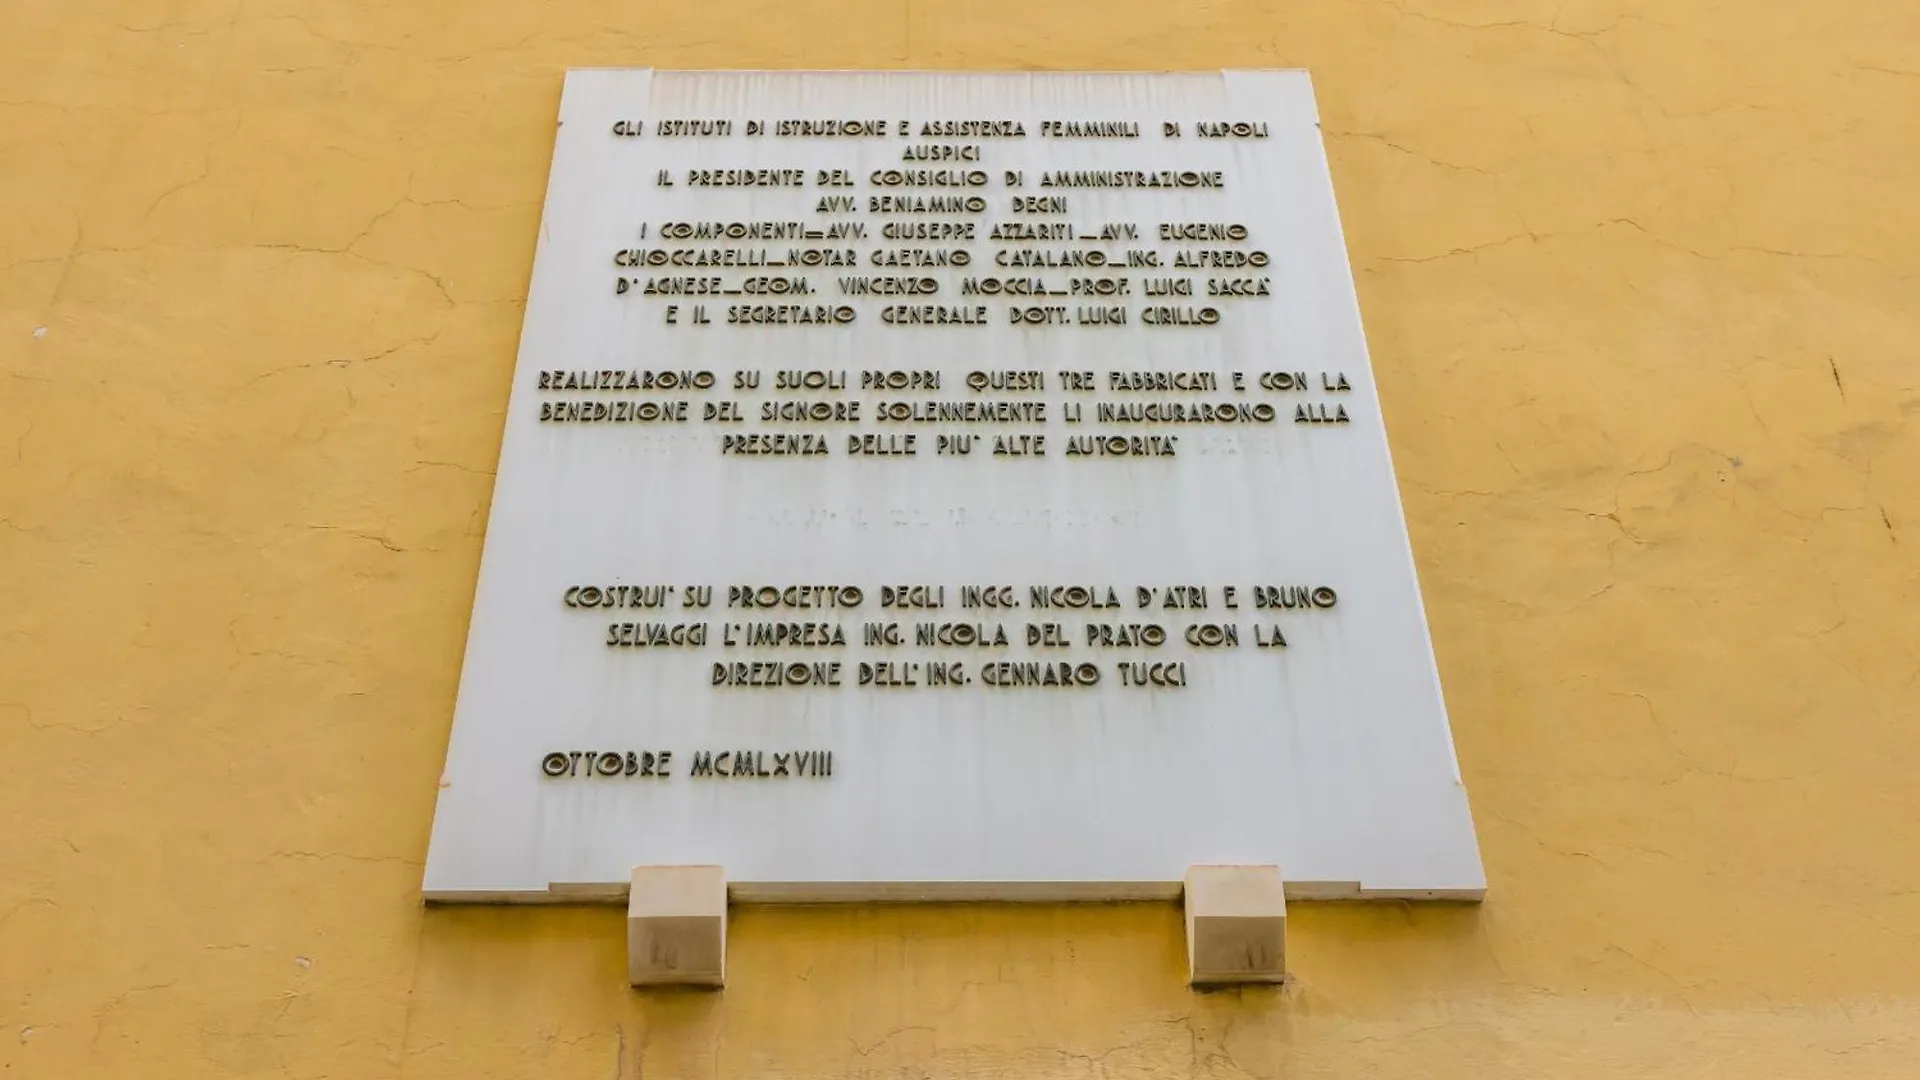 GLI ISTITUTI DI ISTRUZIONE E ASSISTENZA FEMMINILI DI NAPOLI
AUSPICI
IL PRESIDENTE DEL CONSIGLIO DI AMMINISTRAZIONE
AVV. BENIAMINO DEGNI
I COMPONENTI=AVV. GIUSEPPE AZZARITI_AVV. EUGENIO
CHIOCCARELLI_NOTAR GAETANO CATALANO_ING. ALFREDO
D'AGNESE_GEOM. VINCENZO MOCCIA_PROF. LUIGI SACCA'
E IL SEGRETARIO GENERALE DOTT. LUIGI CIRILLO
REALIZZARONO SU SUOLI PROPRI QUESTI TRE FABBRICATI E CON LA
BENEDIZIONE DEL SIGNORE SOLENNEMENTE LI INAUGURARONO ALLA
PRESENZA DELLE PIU' ALTE AUTORITA'
COSTRUI' SU PROGETTO DEGLI INGG. NICOLA D'ATRI E BRUNO
SELVAGGI L'IMPRESA ING. NICOLA DEL PRATO CON LA
DIREZIONE DELL'ING. GENNARO TUCCI
OTTOBRE MCMLXVIII